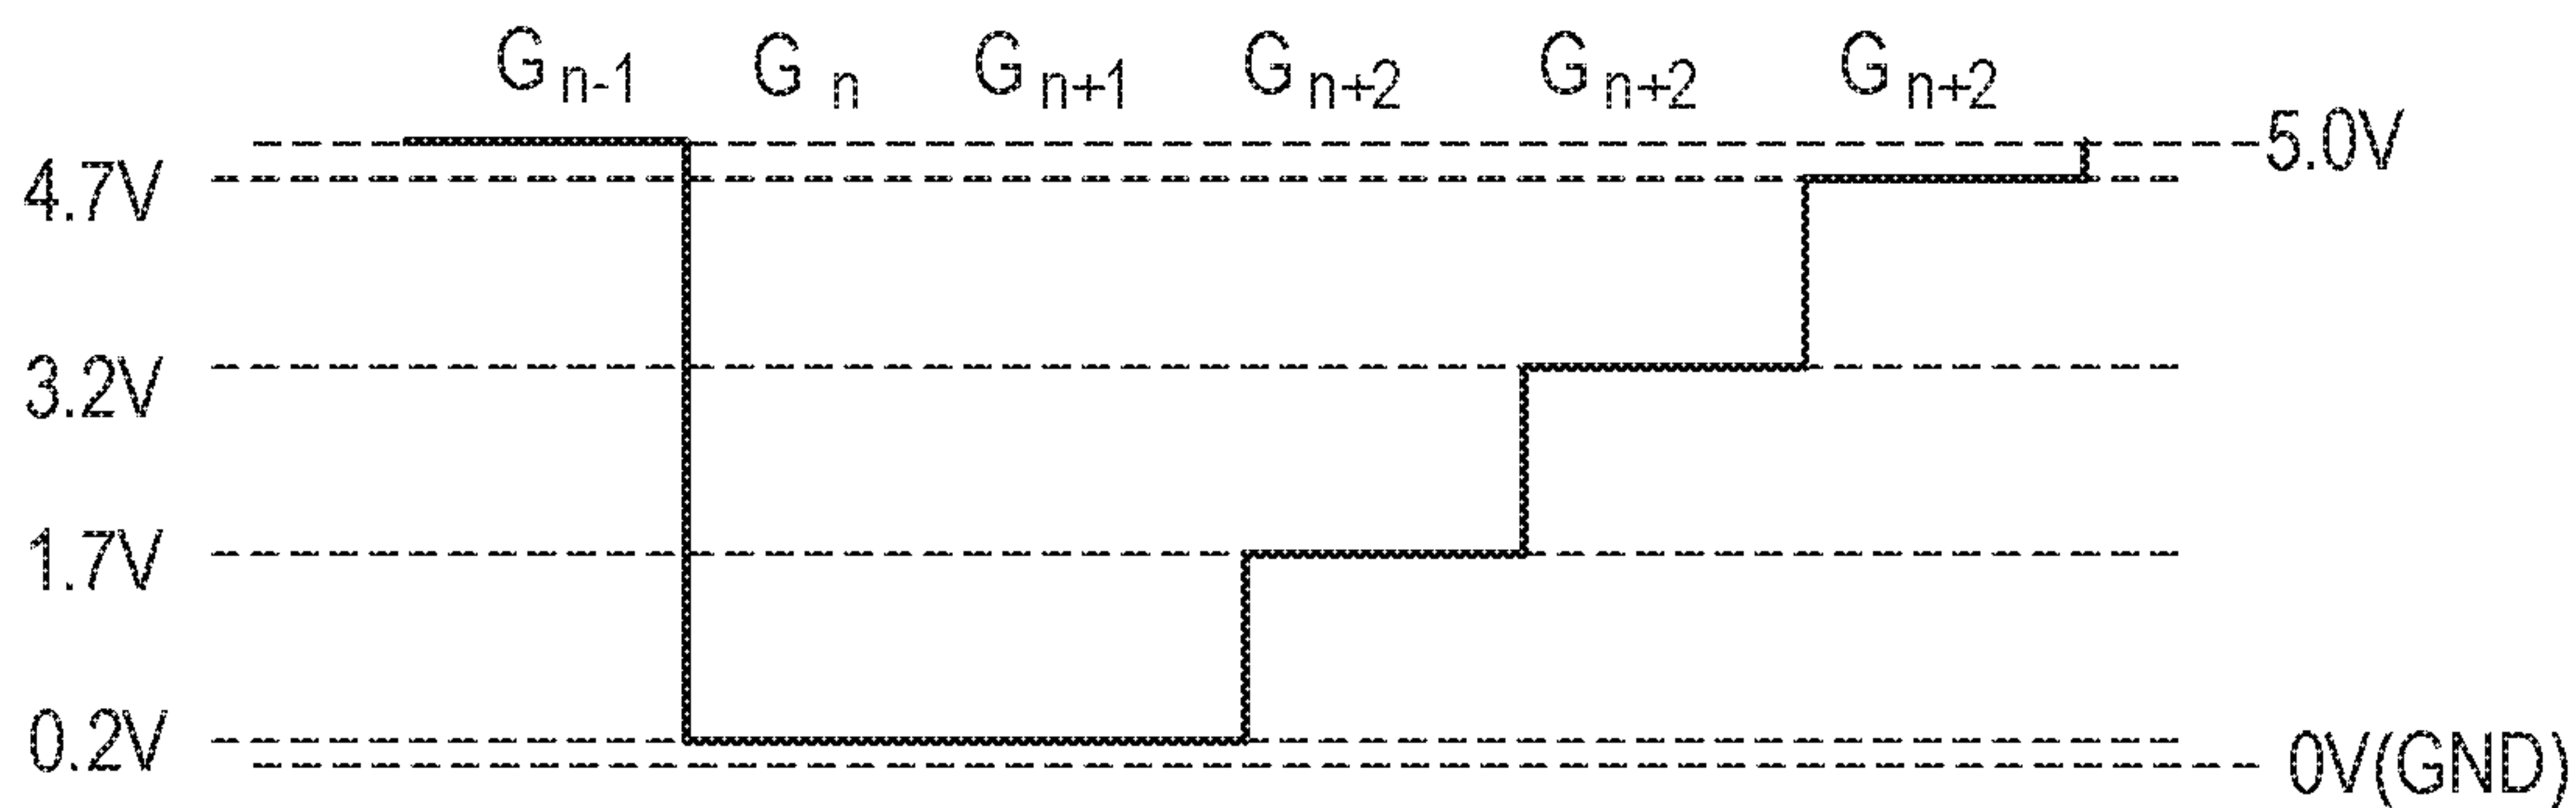 G n-1 G n G n+1 G n+2 G n+2 G n+2
5.0V
4.7V
3.2V
1.7V
0.2V
0V(GND)